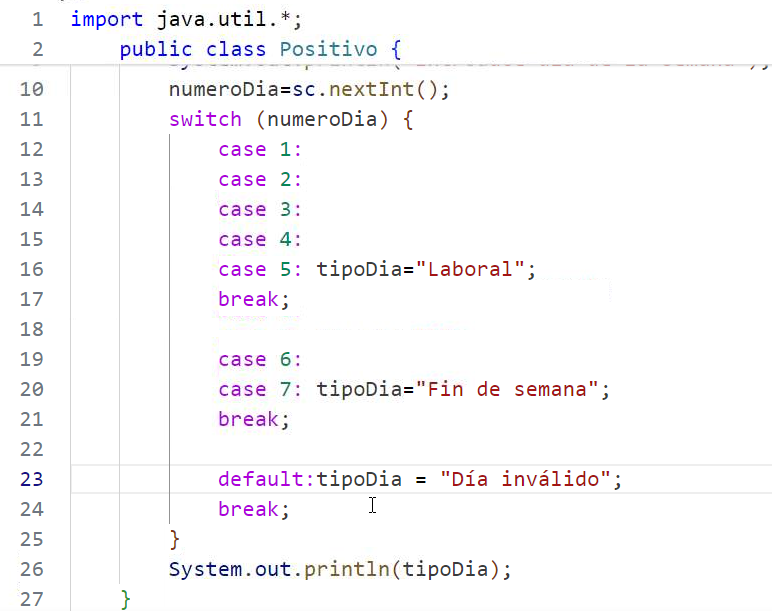 1 import java.util.*;
2 public class Positivo {
10 numeroDia=sc.nextInt();
11 switch (numeroDia) {
12 case 1:
13 case 2:
14 case 3:
15 case 4:
16 case 5: tipoDia="Laboral";
17 break;
18
19 case 6:
20 case 7: tipoDia="Fin de semana";
21 break;
22
23 default:tipoDia = "Día inválido";
24 break;
25 }
26 System.out.println(tipoDia);
27 }